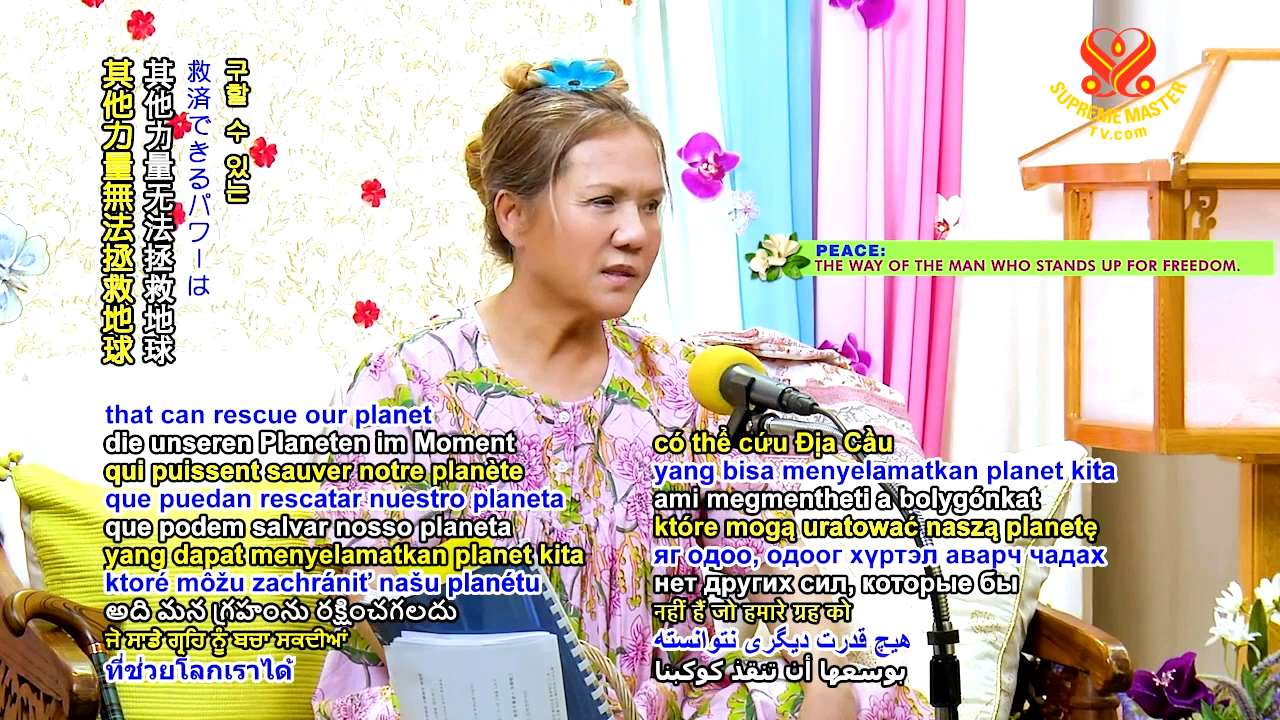 其他力量無法拯救地球
其他力量无法拯救地球
救済できるパワーは
구할 수 있는
SUPREME MASTER
TV.com
PEACE:
THE WAY OF THE MAN WHO STANDS UP FOR FREEDOM.
that can rescue our planet
die unseren Planeten im Moment
qui puissent sauver notre planète
que puedan rescatar nuestro planeta
que podem salvar nosso planeta
yang dapat menyelamatkan planet kita
ktoré môžu zachrániť našu planétu
అది మన గ్రహంను రక్షించగలదు
ਜੋ ਸਾਡੇ ਗ੍ਰਹਿ ਨੂੰ ਬਚਾ ਸਕਦੀਆਂ
ที่ช่วยโลกเราได้
có thể cứu Địa Cầu
yang bisa menyelamatkan planet kita
ami megmentheti a bolygónkat
które mogą uratować naszą planetę
яг одоо, одоог хүртэл аварч чадах
нет других сил, которые бы
नहीं हैं जो हमारे ग्रह को
هیچ قدرت دیگری نتوانسته
بوسعها أن تنقذ كوكبنا